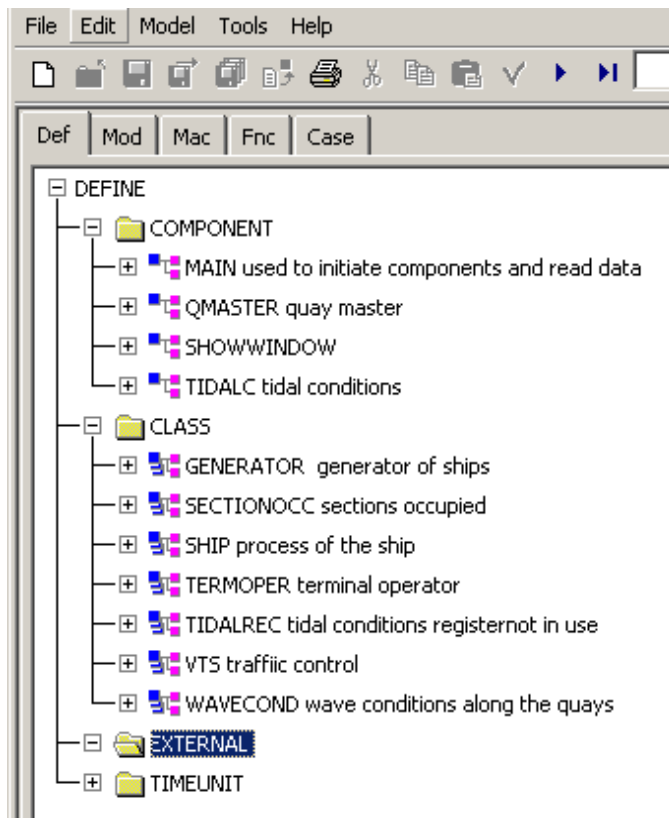 File Edit Model Tools Help
Def Mod Mac Fnc Case
DEFINE
COMPONENT
MAIN used to initiate components and read data
QMASTER quay master
SHOWWINDOW
TIDALC tidal conditions
CLASS
GENERATOR  generator of ships
SECTIONOCC sections occupied
SHIP process of the ship
TERMOPER terminal operator
TIDALREC tidal conditions registernot in use
VTS traffiic control
WAVECOND wave conditions along the quays
EXTERNAL
TIMEUNIT